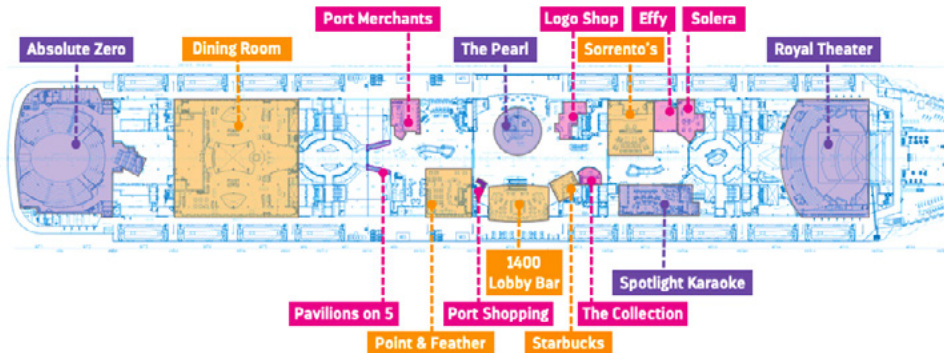 Port Merchants
Logo Shop
Effy
Solera
Absolute Zero
Dining Room
The Pearl
Sorrento's
Royal Theater
1400
Lobby Bar
Spotlight Karaoke
Pavilions on 5
Port Shopping
The Collection
Point & Feather
Starbucks